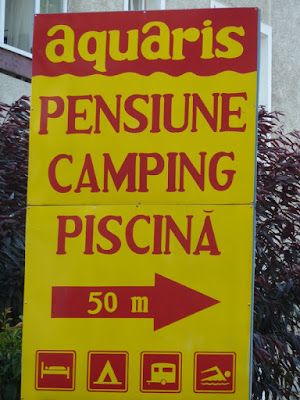 aquaris
PENSIUNE
CAMPING
PISCINĂ
50 m